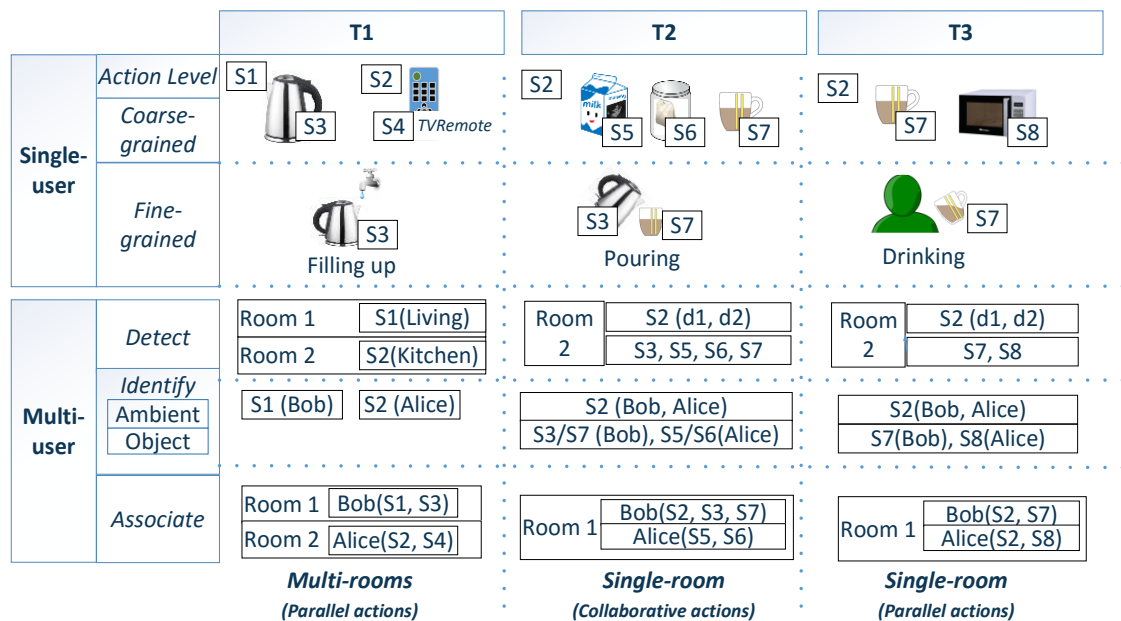 T1 T2 T3
Single-user
Action Level
Coarse-grained
S1 S3 S2 S4 TVRemote
S2 milk S5 S6 S7
S2 S7 S8
Fine-grained
S3
Filling up
S3 S7
Pouring
S7
Drinking
Multi-user
Detect
Room 1 S1(Living)
Room 2 S2(Kitchen)
Room 2
S2 (d1, d2)
S3, S5, S6, S7
Room 2
S2 (d1, d2)
S7, S8
Identify
Ambient
Object
S1 (Bob) S2 (Alice)
S2 (Bob, Alice)
S3/S7 (Bob), S5/S6(Alice)
S2(Bob, Alice)
S7(Bob), S8(Alice)
Associate
Room 1 Bob(S1, S3)
Room 2 Alice(S2, S4)
Room 1
Bob(S2, S3, S7)
Alice(S5, S6)
Room 1
Bob(S2, S7)
Alice(S2, S8)
Multi-rooms
(Parallel actions)
Single-room
(Collaborative actions)
Single-room
(Parallel actions)